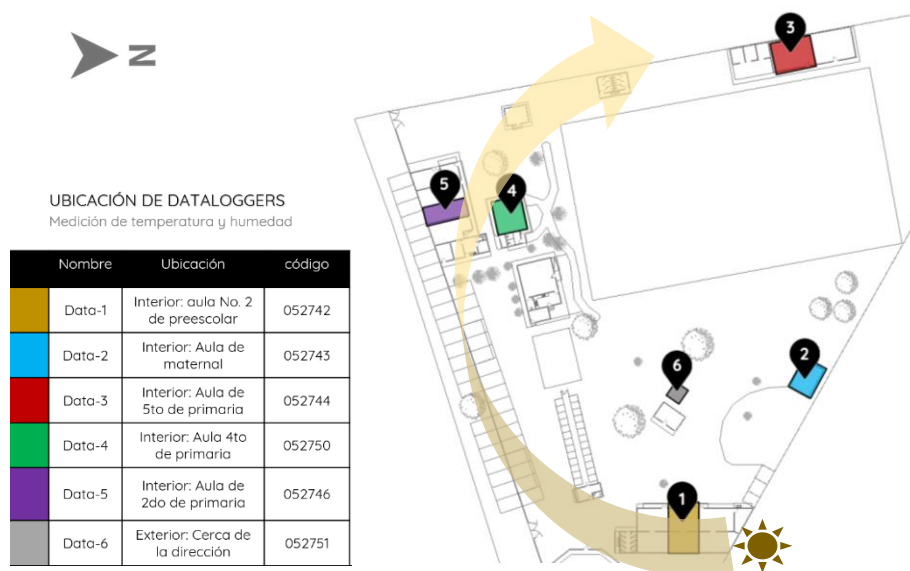 N
UBICACIÓN DE DATALOGGERS
Medición de temperatura y humedad
Nombre Ubicación código
Data-1 Interior: aula No. 2 de preescolar 052742
Data-2 Interior: Aula de maternal 052743
Data-3 Interior: Aula de 5to de primaria 052744
Data-4 Interior: Aula 4to de primaria 052750
Data-5 Interior: Aula de 2do de primaria 052746
Data-6 Exterior: Cerca de la dirección 052751
3
5
4
2
6
1